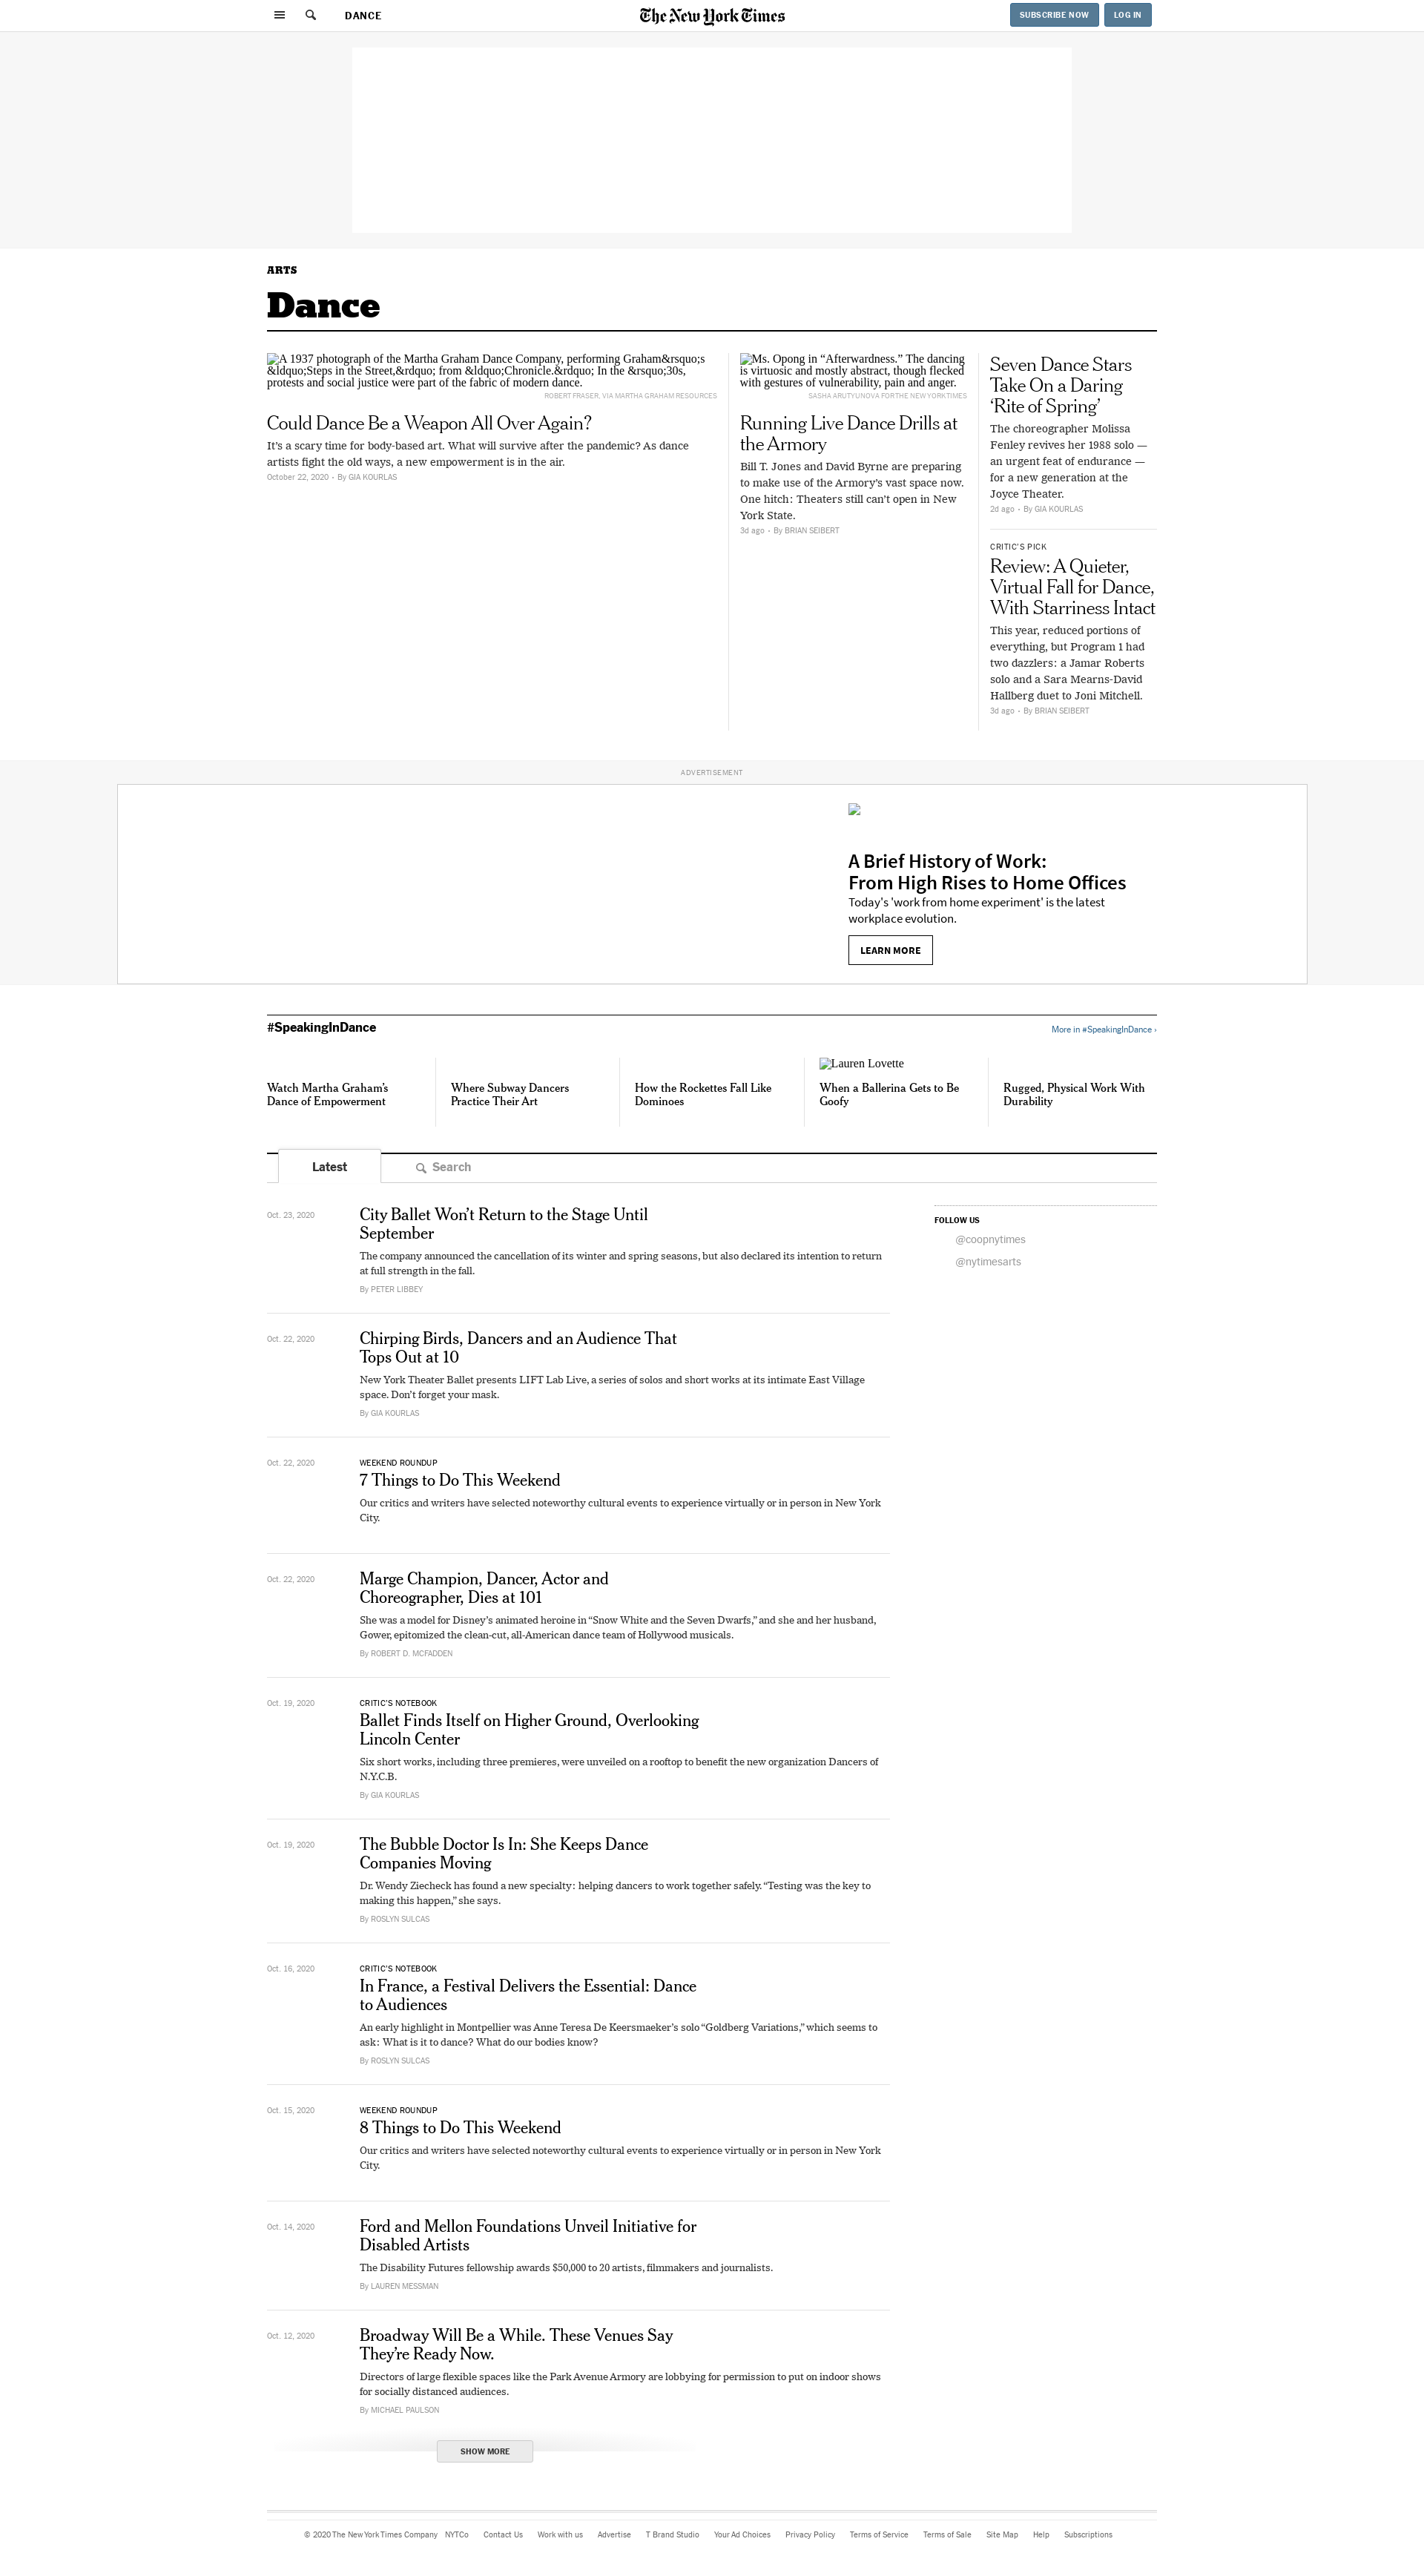 DANCE
The New York Times
SUBSCRIBE NOW
LOG IN
ARTS
Dance
A 1937 photograph of the Martha Graham Dance Company, performing Graham&rsquo;s
&ldquo;Steps in the Street,&rdquo; from &ldquo;Chronicle.&rdquo; In the &rsquo;30s,
protests and social justice were part of the fabric of modern dance.
ROBERT FRASER, VIA MARTHA GRAHAM RESOURCES
Could Dance Be a Weapon All Over Again?
It’s a scary time for body-based art. What will survive after the pandemic? As dance
artists fight the old ways, a new empowerment is in the air.
October 22, 2020 • By GIA KOURLAS
Ms. Opong in “Afterwardness.” The dancing
is virtuosic and mostly abstract, though flecked
with gestures of vulnerability, pain and anger.
SASHA ARUTYUNOVA FOR THE NEW YORK TIMES
Running Live Dance Drills at
the Armory
Bill T. Jones and David Byrne are preparing
to make use of the Armory’s vast space now.
One hitch: Theaters still can’t open in New
York State.
3d ago • By BRIAN SEIBERT
Seven Dance Stars
Take On a Daring
‘Rite of Spring’
The choreographer Molissa
Fenley revives her 1988 solo —
an urgent feat of endurance —
for a new generation at the
Joyce Theater.
2d ago • By GIA KOURLAS
CRITIC’S PICK
Review: A Quieter,
Virtual Fall for Dance,
With Starriness Intact
This year, reduced portions of
everything, but Program 1 had
two dazzlers: a Jamar Roberts
solo and a Sara Mearns-David
Hallberg duet to Joni Mitchell.
3d ago • By BRIAN SEIBERT
ADVERTISEMENT
A Brief History of Work:
From High Rises to Home Offices
Today's 'work from home experiment' is the latest
workplace evolution.
LEARN MORE
#SpeakingInDance
More in #SpeakingInDance ›
Watch Martha Graham’s
Dance of Empowerment
Where Subway Dancers
Practice Their Art
How the Rockettes Fall Like
Dominoes
Lauren Lovette
When a Ballerina Gets to Be
Goofy
Rugged, Physical Work With
Durability
Latest
Search
Oct. 23, 2020
City Ballet Won’t Return to the Stage Until
September
The company announced the cancellation of its winter and spring seasons, but also declared its intention to return
at full strength in the fall.
By PETER LIBBEY
FOLLOW US
@coopnytimes
@nytimesarts
Oct. 22, 2020
Chirping Birds, Dancers and an Audience That
Tops Out at 10
New York Theater Ballet presents LIFT Lab Live, a series of solos and short works at its intimate East Village
space. Don’t forget your mask.
By GIA KOURLAS
Oct. 22, 2020
WEEKEND ROUNDUP
7 Things to Do This Weekend
Our critics and writers have selected noteworthy cultural events to experience virtually or in person in New York
City.
Oct. 22, 2020
Marge Champion, Dancer, Actor and
Choreographer, Dies at 101
She was a model for Disney’s animated heroine in “Snow White and the Seven Dwarfs,” and she and her husband,
Gower, epitomized the clean-cut, all-American dance team of Hollywood musicals.
By ROBERT D. MCFADDEN
Oct. 19, 2020
CRITIC’S NOTEBOOK
Ballet Finds Itself on Higher Ground, Overlooking
Lincoln Center
Six short works, including three premieres, were unveiled on a rooftop to benefit the new organization Dancers of
N.Y.C.B.
By GIA KOURLAS
Oct. 19, 2020
The Bubble Doctor Is In: She Keeps Dance
Companies Moving
Dr. Wendy Ziecheck has found a new specialty: helping dancers to work together safely. “Testing was the key to
making this happen,” she says.
By ROSLYN SULCAS
Oct. 16, 2020
CRITIC’S NOTEBOOK
In France, a Festival Delivers the Essential: Dance
to Audiences
An early highlight in Montpellier was Anne Teresa De Keersmaeker’s solo “Goldberg Variations,” which seems to
ask: What is it to dance? What do our bodies know?
By ROSLYN SULCAS
Oct. 15, 2020
WEEKEND ROUNDUP
8 Things to Do This Weekend
Our critics and writers have selected noteworthy cultural events to experience virtually or in person in New York
City.
Oct. 14, 2020
Ford and Mellon Foundations Unveil Initiative for
Disabled Artists
The Disability Futures fellowship awards $50,000 to 20 artists, filmmakers and journalists.
By LAUREN MESSMAN
Oct. 12, 2020
Broadway Will Be a While. These Venues Say
They’re Ready Now.
Directors of large flexible spaces like the Park Avenue Armory are lobbying for permission to put on indoor shows
for socially distanced audiences.
By MICHAEL PAULSON
SHOW MORE
© 2020 The New York Times Company NYTCo Contact Us Work with us Advertise T Brand Studio Your Ad Choices Privacy Policy Terms of Service Terms of Sale Site Map Help Subscriptions